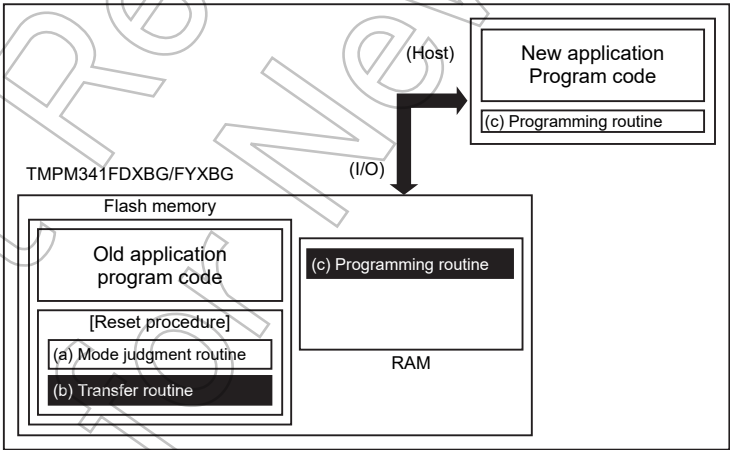 (Host)
New application
Program code
(c) Programming routine
(I/O)
TMPM341FDXBG/FYXBG
Flash memory
Old application
program code
[Reset procedure]
(a) Mode judgment routine
(b) Transfer routine
(c) Programming routine
RAM